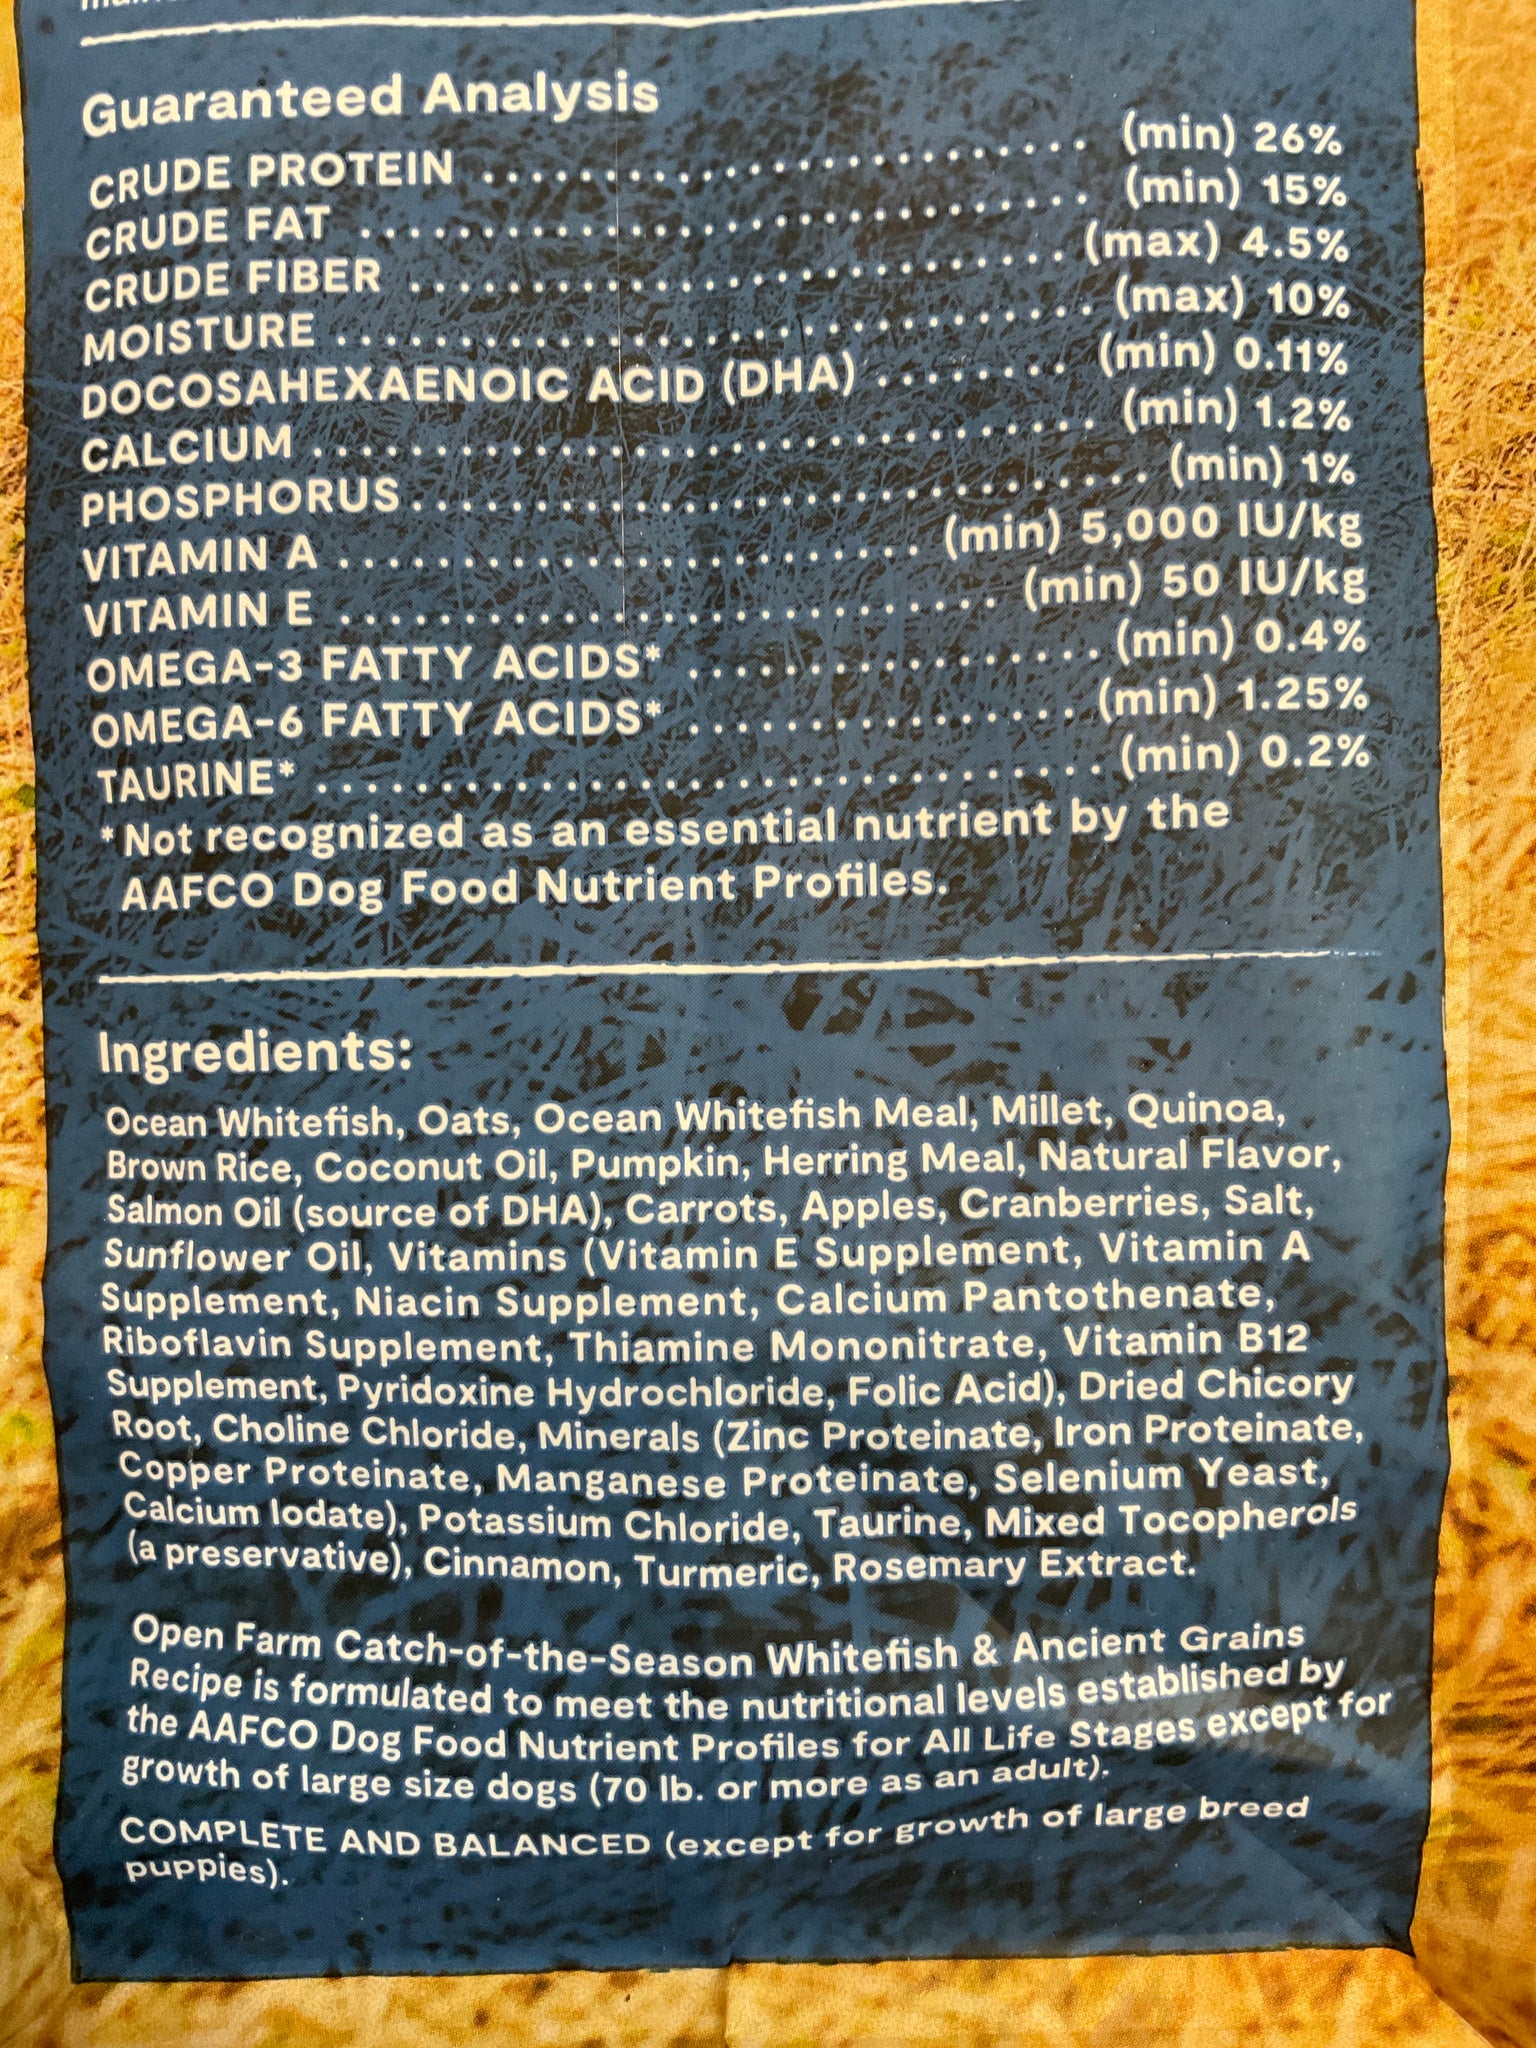 Guaranteed Analysis
CRUDE PROTEIN .............................. (min) 26%
CRUDE FAT .................................... (min) 15%
CRUDE FIBER ................................ (max) 4.5%
MOISTURE ..................................... (max) 10%
DOCOSAHEXAENOIC ACID (DHA) ........ (min) 0.11%
CALCIUM ...................................... (min) 1.2%
PHOSPHORUS .................................. (min) 1%
VITAMIN A ........................ (min) 5,000 IU/kg
VITAMIN E ........................... (min) 50 IU/kg
OMEGA-3 FATTY ACIDS* .................. (min) 0.4%
OMEGA-6 FATTY ACIDS* ................. (min) 1.25%
TAURINE* ..................................... (min) 0.2%
*Not recognized as an essential nutrient by the
AAFCO Dog Food Nutrient Profiles.
Ingredients:
Ocean Whitefish, Oats, Ocean Whitefish Meal, Millet, Quinoa,
Brown Rice, Coconut Oil, Pumpkin, Herring Meal, Natural Flavor,
Salmon Oil (source of DHA), Carrots, Apples, Cranberries, Salt,
Sunflower Oil, Vitamins (Vitamin E Supplement, Vitamin A
Supplement, Niacin Supplement, Calcium Pantothenate,
Riboflavin Supplement, Thiamine Mononitrate, Vitamin B12
Supplement, Pyridoxine Hydrochloride, Folic Acid), Dried Chicory
Root, Choline Chloride, Minerals (Zinc Proteinate, Iron Proteinate,
Copper Proteinate, Manganese Proteinate, Selenium Yeast,
Calcium Iodate), Potassium Chloride, Taurine, Mixed Tocopherols
(a preservative), Cinnamon, Turmeric, Rosemary Extract.
Open Farm Catch-of-the-Season Whitefish & Ancient Grains
Recipe is formulated to meet the nutritional levels established by
the AAFCO Dog Food Nutrient Profiles for All Life Stages except for
growth of large size dogs (70 lb. or more as an adult).
COMPLETE AND BALANCED (except for growth of large breed
puppies).